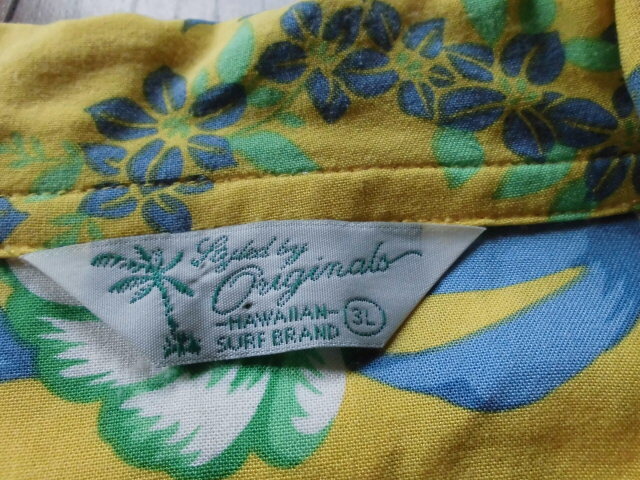 Styled by
Originals
-HAWAIIAN-
SURF BRAND
3L